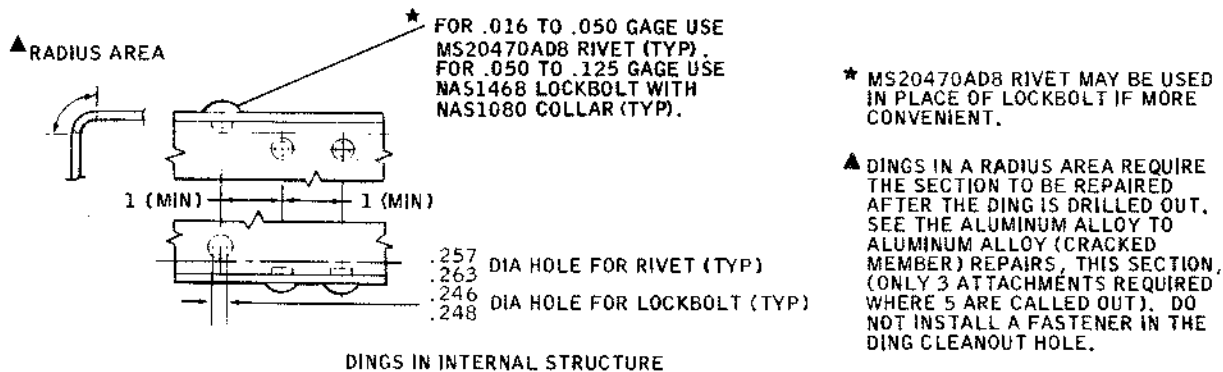 ▲ RADIUS AREA
★ FOR .016 TO .050 GAGE USE
MS20470AD8 RIVET (TYP).
FOR .050 TO .125 GAGE USE
NAS1468 LOCKBOLT WITH
NAS1080 COLLAR (TYP).
1 (MIN) 1 (MIN)
.257
.263 DIA HOLE FOR RIVET (TYP)
.246
.248 DIA HOLE FOR LOCKBOLT (TYP)
DINGS IN INTERNAL STRUCTURE
★ MS20470AD8 RIVET MAY BE USED
IN PLACE OF LOCKBOLT IF MORE
CONVENIENT.
▲ DINGS IN A RADIUS AREA REQUIRE
THE SECTION TO BE REPAIRED
AFTER THE DING IS DRILLED OUT.
SEE THE ALUMINUM ALLOY TO
ALUMINUM ALLOY (CRACKED
MEMBER) REPAIRS, THIS SECTION,
(ONLY 3 ATTACHMENTS REQUIRED
WHERE 5 ARE CALLED OUT). DO
NOT INSTALL A FASTENER IN THE
DING CLEANOUT HOLE.